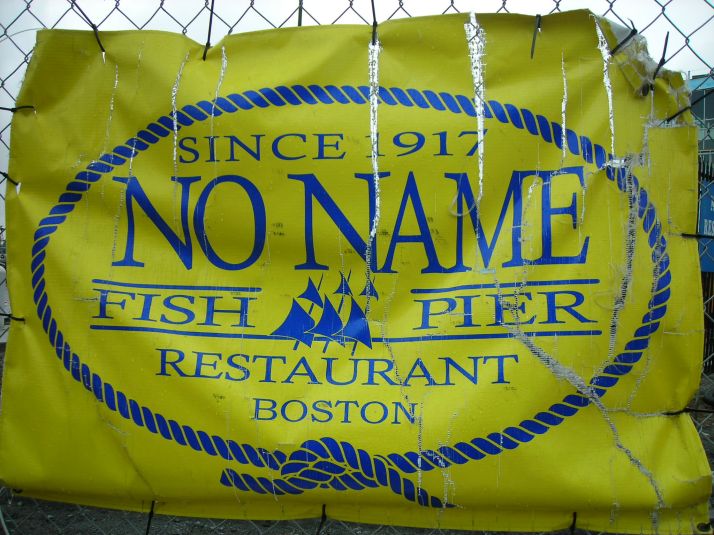 SINCE 1917
NO NAME
FISH PIER
RESTAURANT
BOSTON